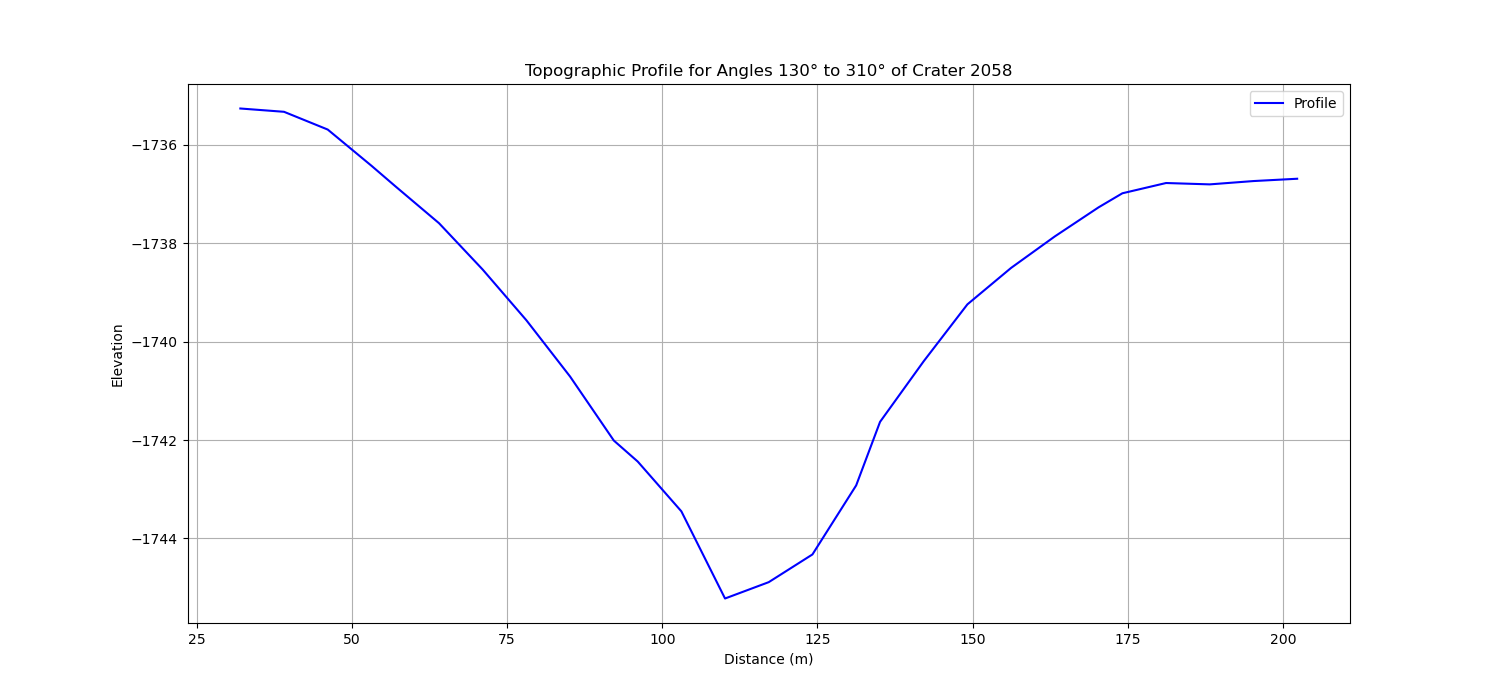 Topographic Profile for Angles 130° to 310° of Crater 2058
Profile
−1736
−1738
−1740
−1742
−1744
Elevation
25 50 75 100 125 150 175 200
Distance (m)